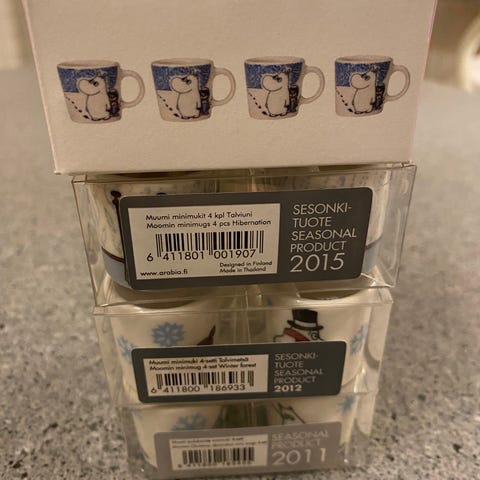 Muumi minimukit 4 kpl Talviuni
Moomin minimugs 4 pcs Hibernation
6 411801 001907
www.arabia.fi
Designed in Finland
Made in Thailand
SESONKI-
TUOTE
SEASONAL
PRODUCT
2015
Muumi minimuki 4-setti Talvimetsä
Moomin minimug 4-set Winter forest
6 411800 186933
SESONKI-
TUOTE
SEASONAL
PRODUCT
2012
SEASONAL
PRODUCT
2011